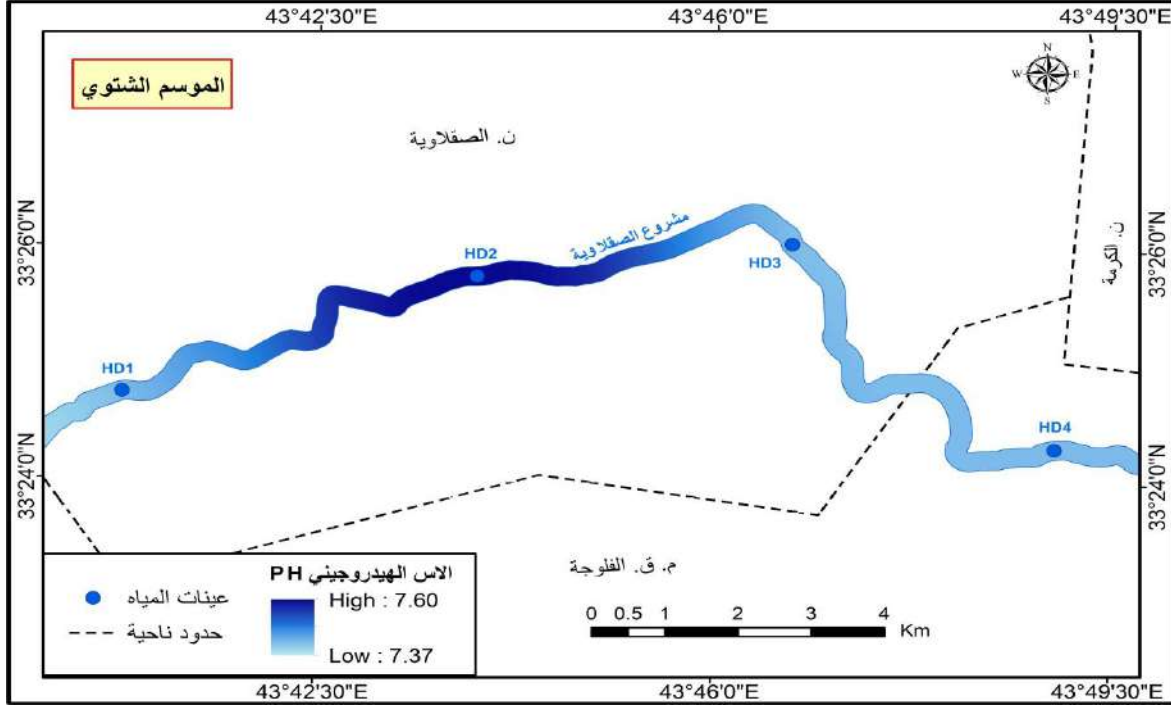 43°42'30"E
43°46'0"E
43°49'30"E
الموسم الشتوي
N
W
E
S
ن. الصقلاوية
مشروع الصقلاوية
33°26'0"N
33°26'0"N
HD2
HD3
ن. الكرمة
HD1
HD4
33°24'0"N
33°24'0"N
م. ق. الفلوجة
الاس الهيدروجيني PH
High : 7.60
Low : 7.37
عينات المياه
حدود ناحية
0 0.5 1 2 3 4
Km
43°42'30"E
43°46'0"E
43°49'30"E